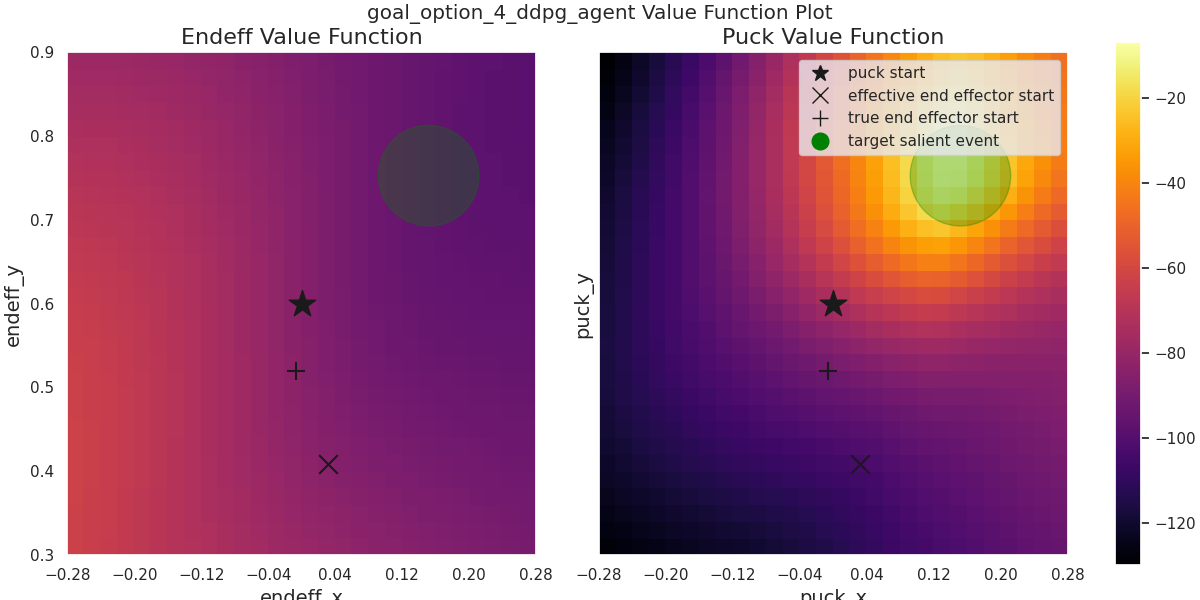 goal_option_4_ddpg_agent Value Function Plot
Endeff Value Function
Puck Value Function
puck start
effective end effector start
true end effector start
target salient event
endeff_y
0.9
0.8
0.7
0.6
0.5
0.4
0.3
−0.28 −0.20 −0.12 −0.04 0.04 0.12 0.20 0.28
endeff_x
puck_y
−0.28 −0.20 −0.12 −0.04 0.04 0.12 0.20 0.28
puck_x
−20
−40
−60
−80
−100
−120